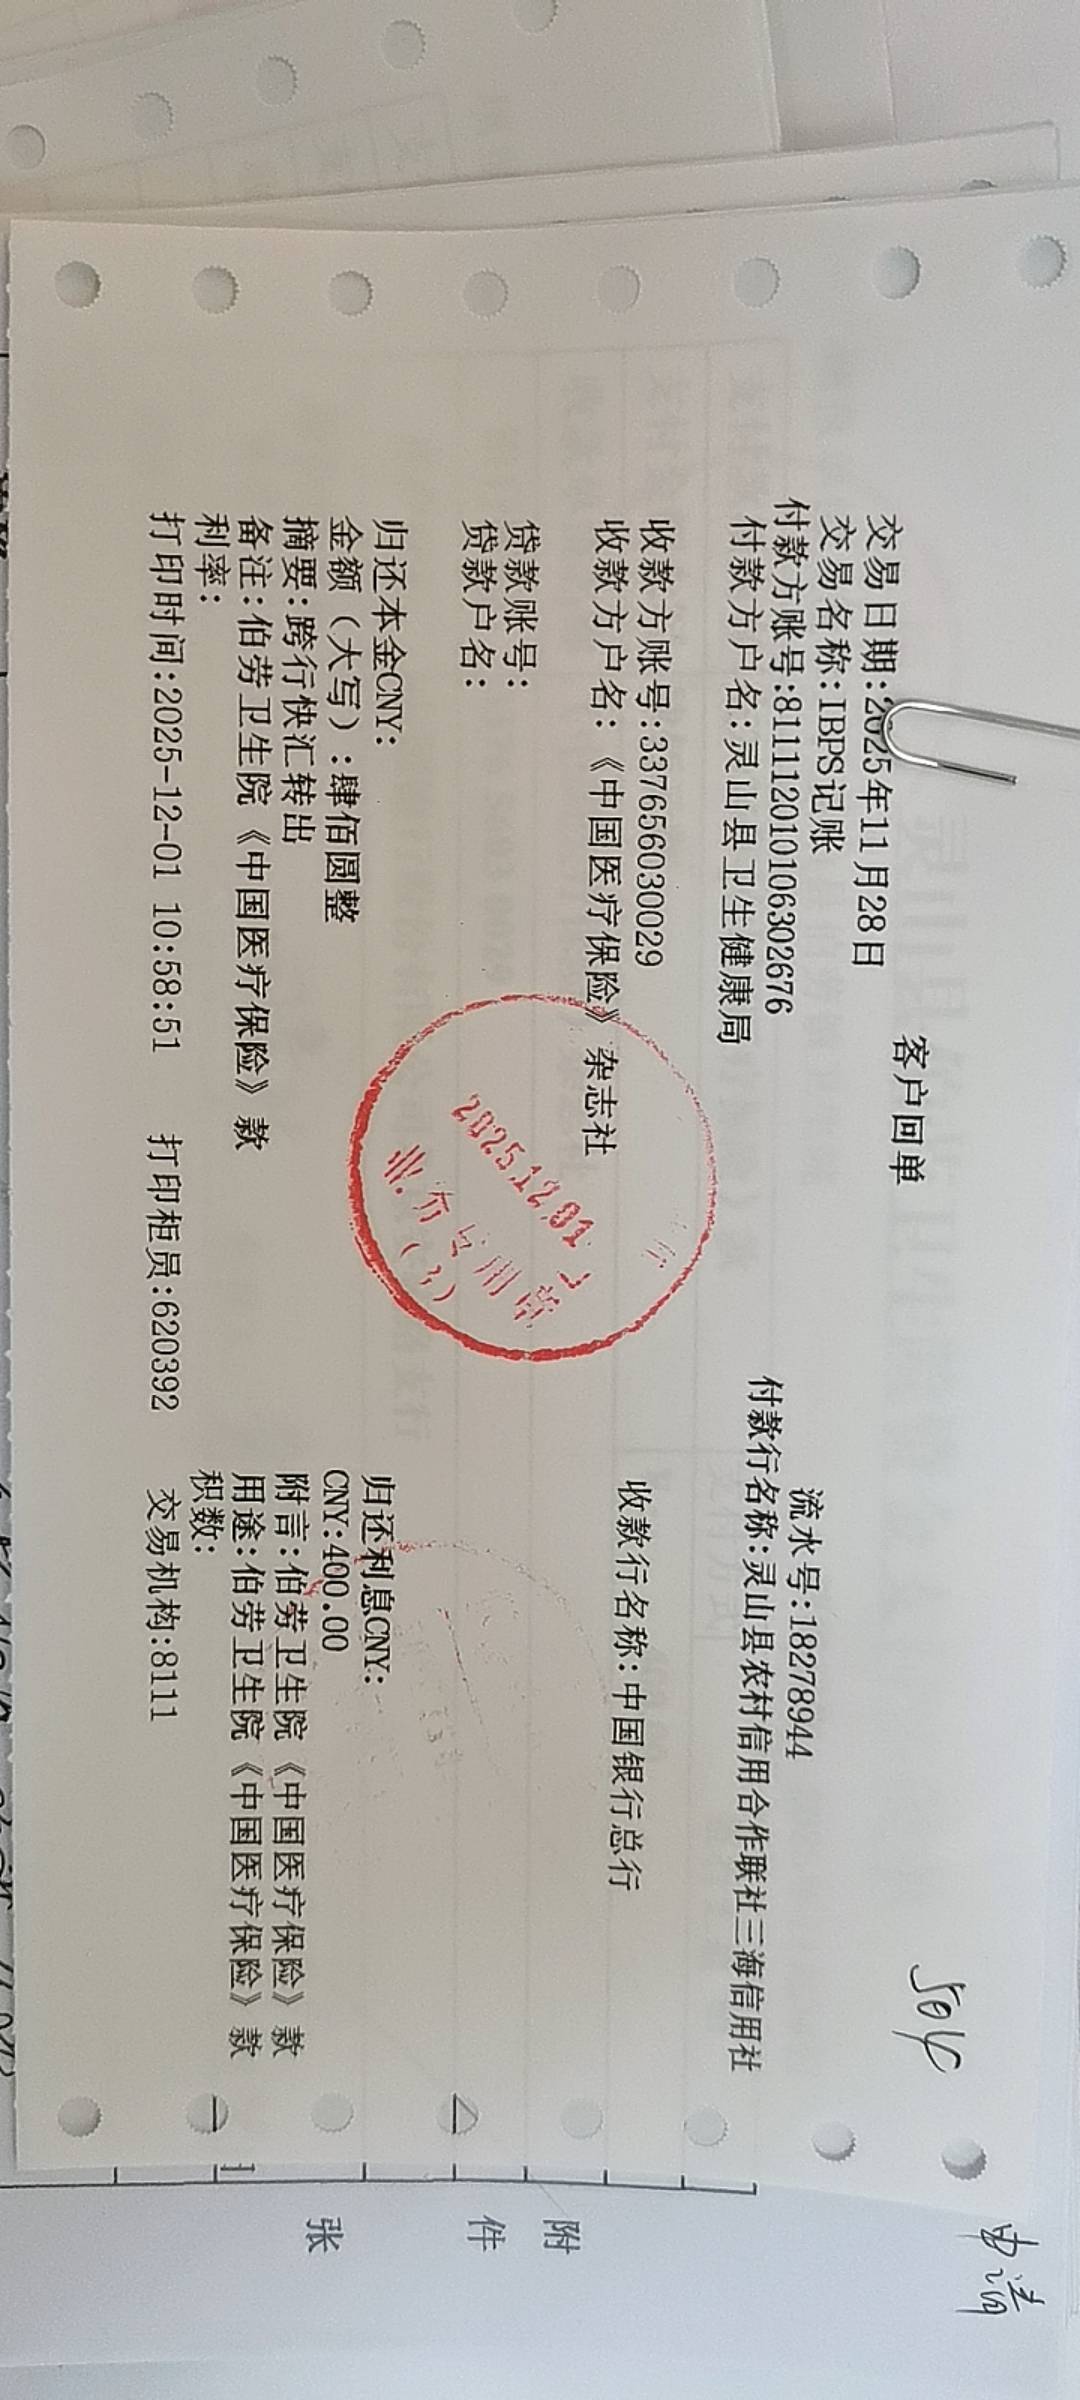 客户回单
5014
交易日期:2025年11月28日
交易名称:IBPS记账 流水号:18278944
付款方账号:811112010106302676 付款行名称:灵山县农村信用合作联社三海信用社
付款方户名:灵山县卫生健康局
收款方账号:337656030029 收款行名称:中国银行总行
收款方户名:《中国医疗保险》杂志社
贷款账号:
贷款户名:
归还本金CNY: 归还利息CNY:
金额(大写):肆佰圆整 CNY:400.00
摘要:跨行快汇转出 附言:伯劳卫生院《中国医疗保险》款
备注:伯劳卫生院《中国医疗保险》款 用途:伯劳卫生院《中国医疗保险》款
利率: 积数:
打印时间:2025-12-01 10:58:51 打印柜员:620392 交易机构:8111
2025.12.01
业务专用章
(3)
申请
附
件
张